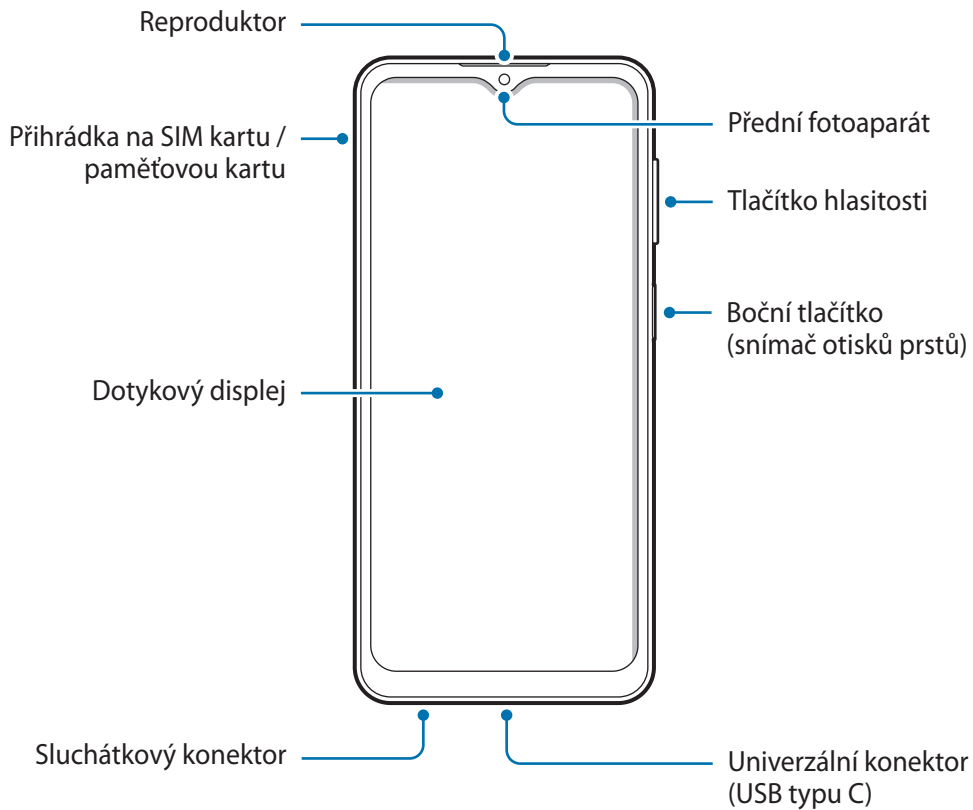 Reproduktor
Přihrádka na SIM kartu /
paměťovou kartu
Dotykový displej
Sluchátkový konektor
Přední fotoaparát
Tlačítko hlasitosti
Boční tlačítko
(snímač otisků prstů)
Univerzální konektor
(USB typu C)